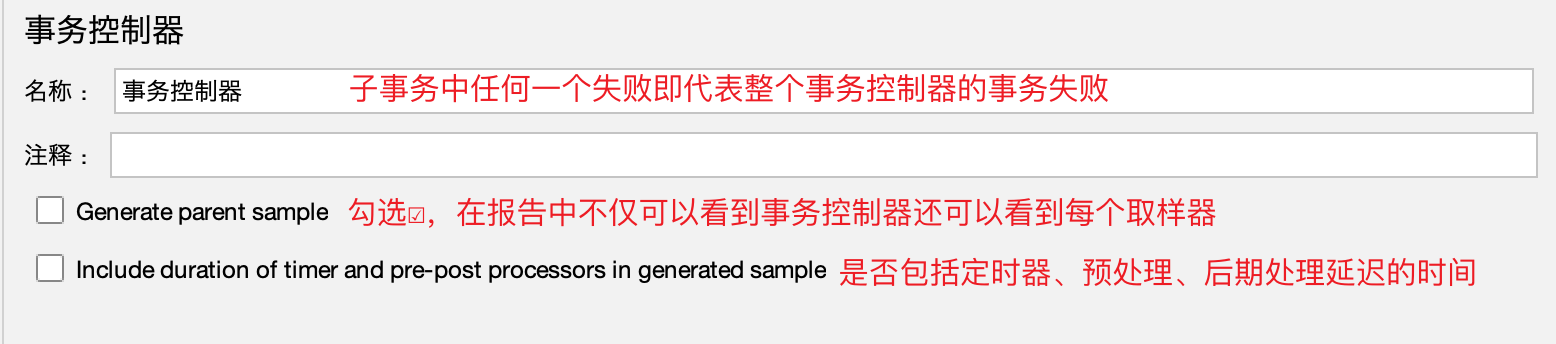 事务控制器
名称： 事务控制器 子事务中任何一个失败即代表整个事务控制器的事务失败
注释：
Generate parent sample 勾选☑，在报告中不仅可以看到事务控制器还可以看到每个取样器
Include duration of timer and pre-post processors in generated sample 是否包括定时器、预处理、后期处理延迟的时间